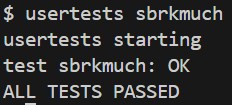 $ usertests sbrkmuch
usertests starting
test sbrkmuch: OK
ALL TESTS PASSED